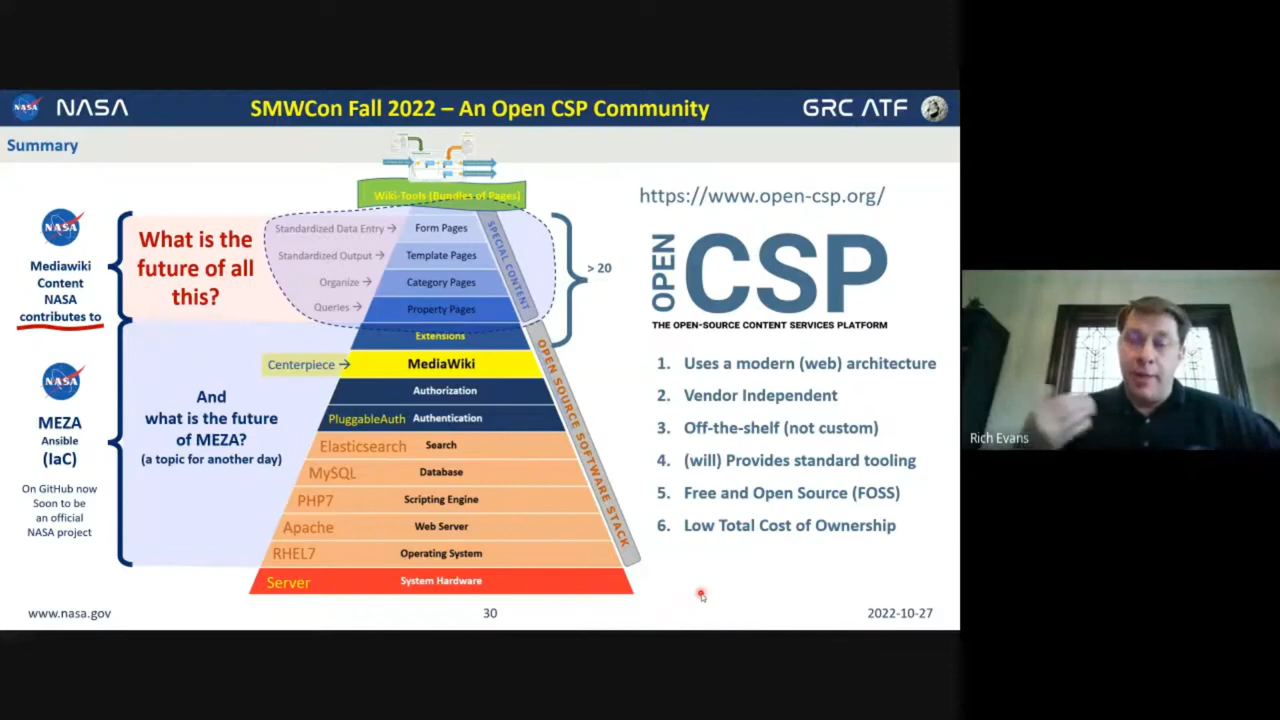 NASA
NASA
SMWCon Fall 2022 – An Open CSP Community
GRC ATF
Summary
Wiki-Tools (Bundles of Pages)
NASA
Mediawiki
Content
NASA
contributes to
What is the
future of all
this?
Standardized Data Entry →
Form Pages
Standardized Output →
Template Pages
Organize →
Category Pages
Queries →
Property Pages
SPECIAL CONTENT
> 20
Extensions
Centerpiece →
MediaWiki
Authorization
PluggableAuth
Authentication
Elasticsearch
Search
MySQL
Database
PHP7
Scripting Engine
Apache
Web Server
RHEL7
Operating System
Server
System Hardware
OPEN SOURCE SOFTWARE STACK
NASA
MEZA
Ansible
(IaC)
On GitHub now
Soon to be
an official
NASA project
And
what is the future
of MEZA?
(a topic for another day)
https://www.open-csp.org/
OPEN
CSP
THE OPEN-SOURCE CONTENT SERVICES PLATFORM
1. Uses a modern (web) architecture
2. Vendor Independent
3. Off-the-shelf (not custom)
4. (will) Provides standard tooling
5. Free and Open Source (FOSS)
6. Low Total Cost of Ownership
www.nasa.gov
30
2022-10-27
Rich Evans